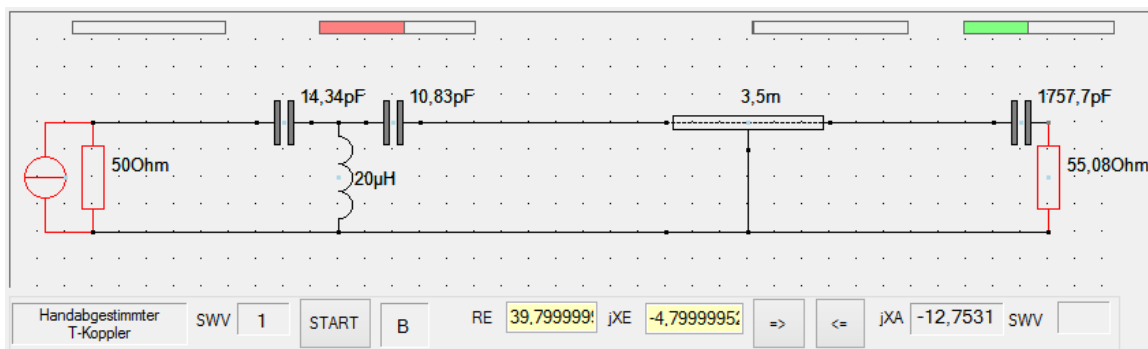 14,34pF 10,83pF 3,5m 1757,7pF
50Ohm 20µH 55,08Ohm
Handabgestimmter
T-Koppler
SWV 1 START B RE 39,7999999 jXE -4,79999952 => <= jXA -12,7531 SWV